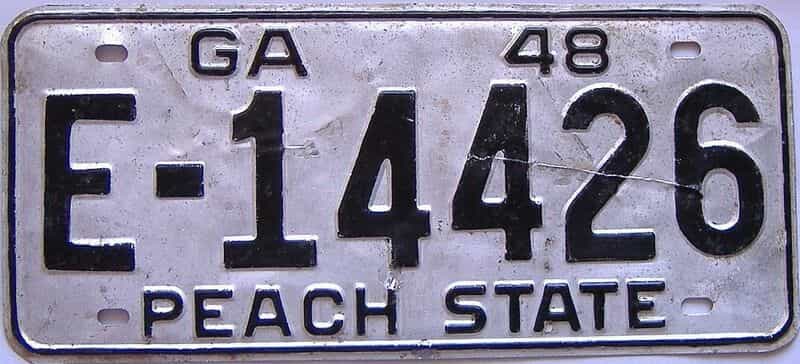 GA 48
E-14426
PEACH STATE